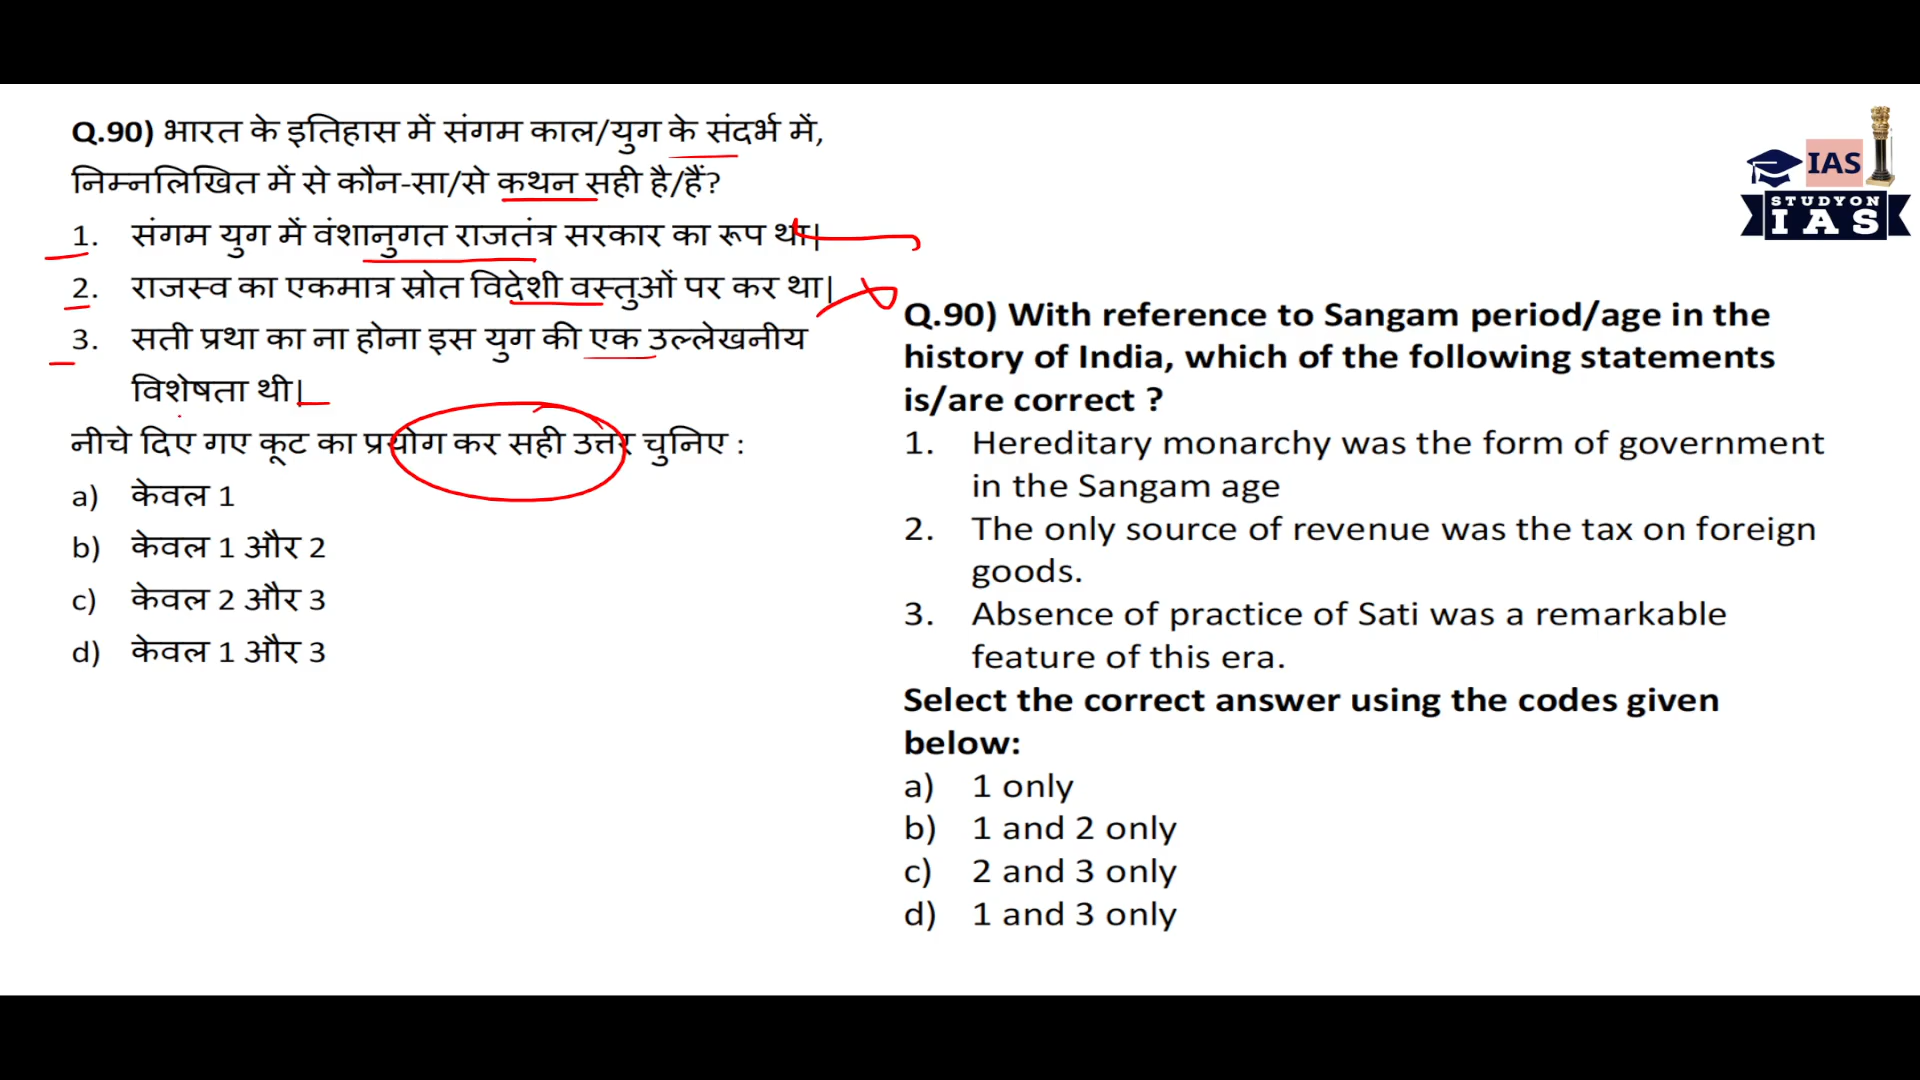 Q.90) भारत के इतिहास में संगम काल/युग के संदर्भ में,
निम्नलिखित में से कौन-सा/से कथन सही है/हैं?
1. संगम युग में वंशानुगत राजतंत्र सरकार का रूप था|
2. राजस्व का एकमात्र स्रोत विदेशी वस्तुओं पर कर था|
3. सती प्रथा का ना होना इस युग की एक उल्लेखनीय
विशेषता थी|
नीचे दिए गए कूट का प्रयोग कर सही उत्तर चुनिए :
a) केवल 1
b) केवल 1 और 2
c) केवल 2 और 3
d) केवल 1 और 3
IAS
STUDYON
IAS
Q.90) With reference to Sangam period/age in the
history of India, which of the following statements
is/are correct ?
1. Hereditary monarchy was the form of government
in the Sangam age
2. The only source of revenue was the tax on foreign
goods.
3. Absence of practice of Sati was a remarkable
feature of this era.
Select the correct answer using the codes given
below:
a) 1 only
b) 1 and 2 only
c) 2 and 3 only
d) 1 and 3 only